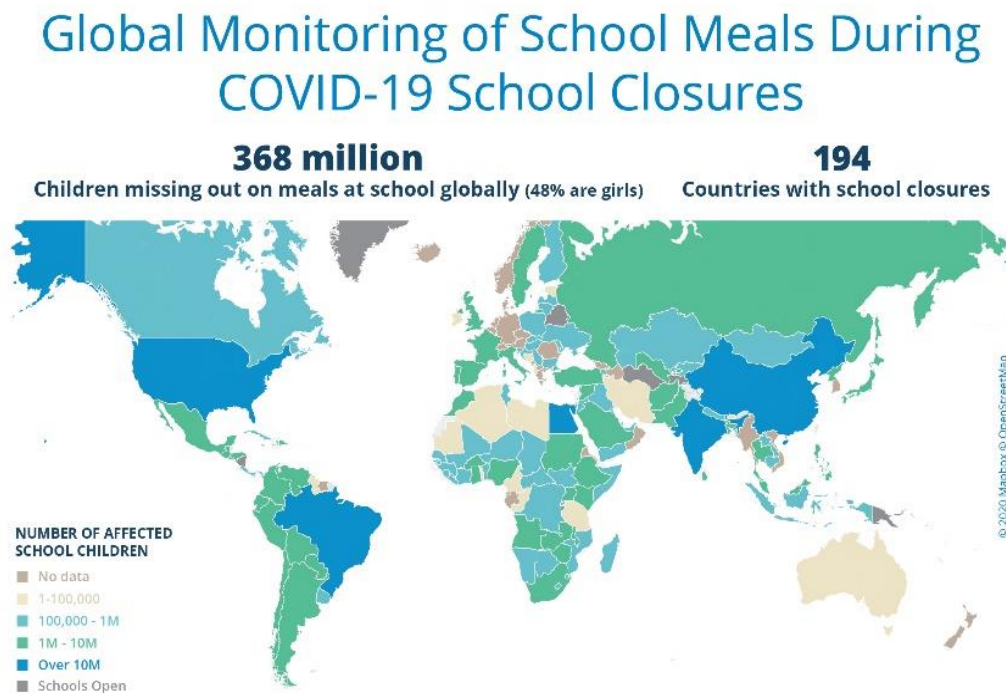 Global Monitoring of School Meals During
COVID-19 School Closures
368 million
Children missing out on meals at school globally (48% are girls)
194
Countries with school closures
NUMBER OF AFFECTED
SCHOOL CHILDREN
No data
1-100,000
100,000 - 1M
1M - 10M
Over 10M
Schools Open
© 2020 Mapbox © OpenStreetMap